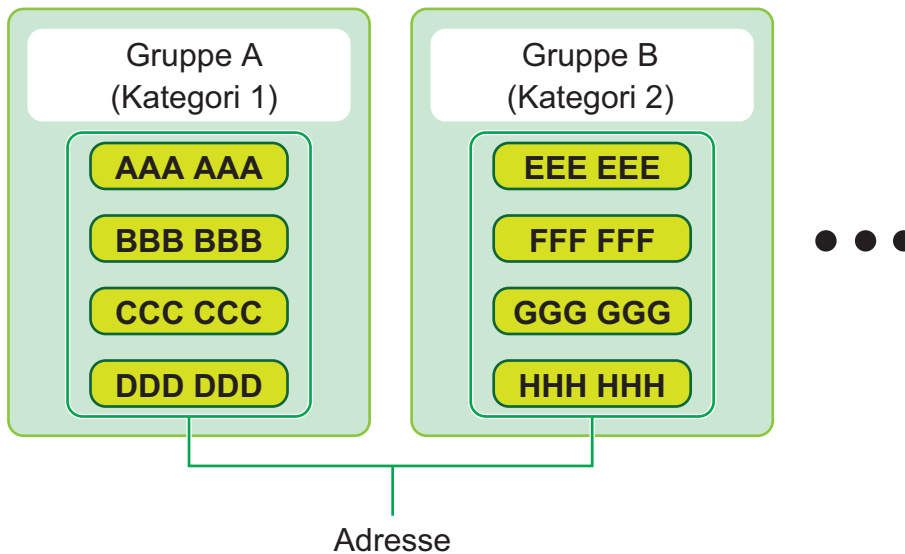 Gruppe A
(Kategori 1)
AAA AAA
BBB BBB
CCC CCC
DDD DDD
Gruppe B
(Kategori 2)
EEE EEE
FFF FFF
GGG GGG
HHH HHH
Adresse